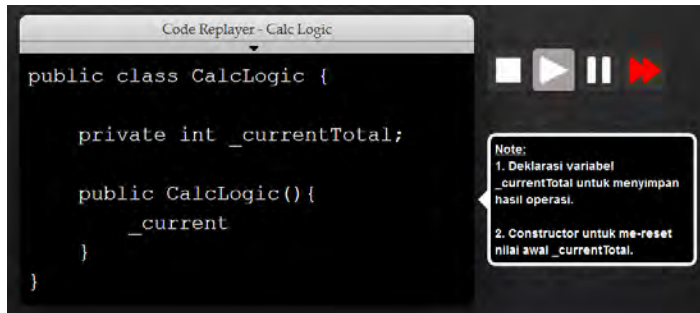 Code Replayer - Calc Logic
public class CalcLogic {
private int _currentTotal;
public CalcLogic(){
_current
}
}
Note:
1. Deklarasi variabel
_currentTotal untuk menyimpan
hasil operasi.
2. Constructor untuk me-reset
nilai awal _currentTotal.